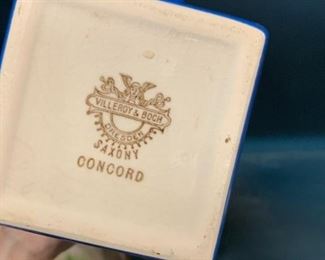 VILLEROY & BOCH
DRESDEN
SAXONY
CONCORD